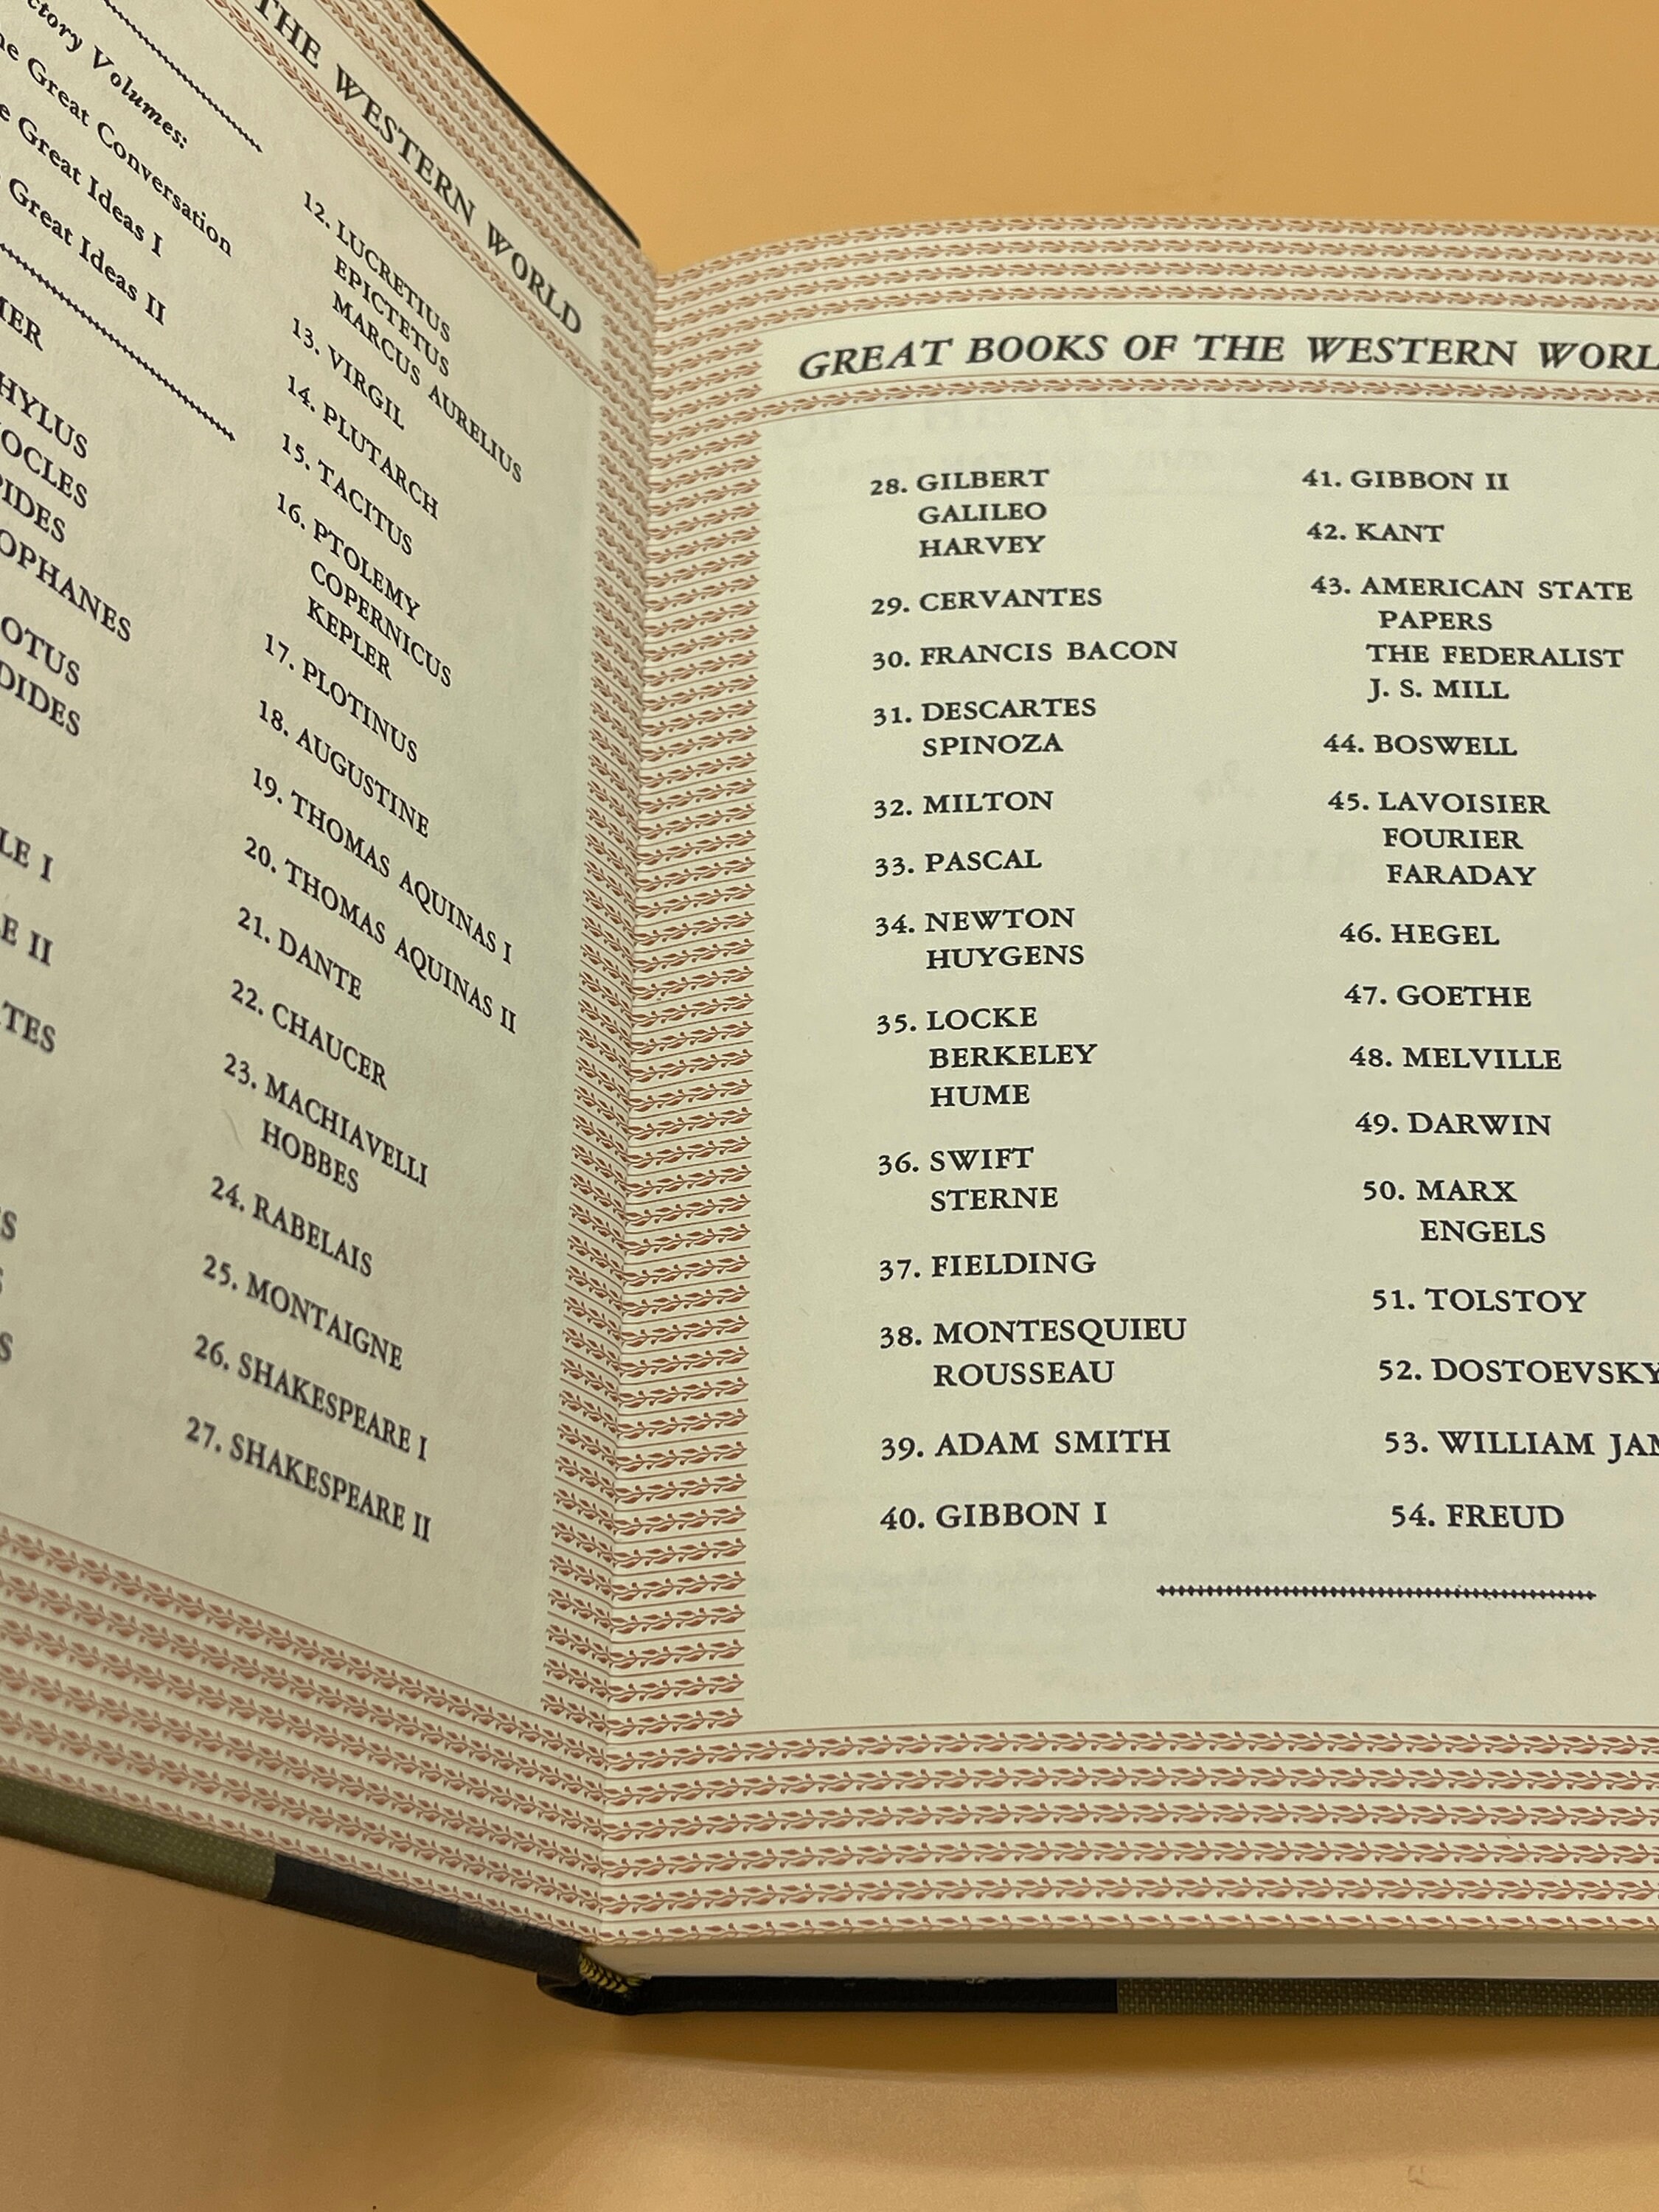 THE WESTERN WORLD
Volumes:
Great Conversation
Great Ideas I
Great Ideas II
12. LUCRETIUS
EPICTETUS
MARCUS AURELIUS
13. VIRGIL
14. PLUTARCH
15. TACITUS
16. PTOLEMY
COPERNICUS
KEPLER
17. PLOTINUS
18. AUGUSTINE
19. THOMAS AQUINAS I
20. THOMAS AQUINAS II
21. DANTE
22. CHAUCER
23. MACHIAVELLI
HOBBES
24. RABELAIS
25. MONTAIGNE
26. SHAKESPEARE I
27. SHAKESPEARE II
GREAT BOOKS OF THE WESTERN WORL
28. GILBERT
GALILEO
HARVEY
29. CERVANTES
30. FRANCIS BACON
31. DESCARTES
SPINOZA
32. MILTON
33. PASCAL
34. NEWTON
HUYGENS
35. LOCKE
BERKELEY
HUME
36. SWIFT
STERNE
37. FIELDING
38. MONTESQUIEU
ROUSSEAU
39. ADAM SMITH
40. GIBBON I
41. GIBBON II
42. KANT
43. AMERICAN STATE
PAPERS
THE FEDERALIST
J. S. MILL
44. BOSWELL
45. LAVOISIER
FOURIER
FARADAY
46. HEGEL
47. GOETHE
48. MELVILLE
49. DARWIN
50. MARX
ENGELS
51. TOLSTOY
52. DOSTOEVSKY
53. WILLIAM JAM
54. FREUD